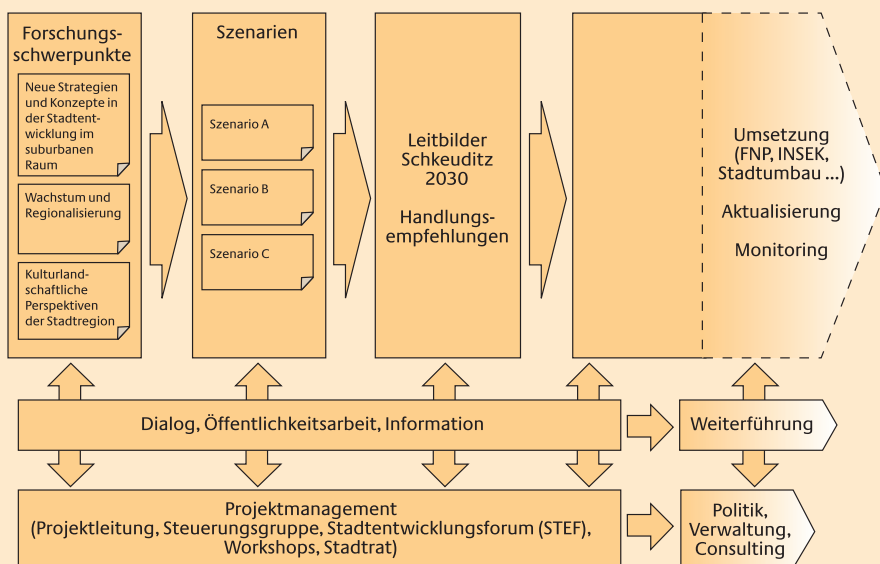 Forschungs-
schwerpunkte
Neue Strategien
und Konzepte in
der Stadtent-
wicklung im
suburbanen
Raum
Wachstum und
Regionalisierung
Kulturland-
schaftliche
Perspektiven
der Stadtregion
Szenarien
Szenario A
Szenario B
Szenario C
Leitbilder
Schkeuditz
2030
Handlungs-
empfehlungen
Umsetzung
(FNP, INSEK,
Stadtumbau ...)
Aktualisierung
Monitoring
Dialog, Öffentlichkeitsarbeit, Information
Weiterführung
Projektmanagement
(Projektleitung, Steuerungsgruppe, Stadtentwicklungsforum (STEF),
Workshops, Stadtrat)
Politik,
Verwaltung,
Consulting